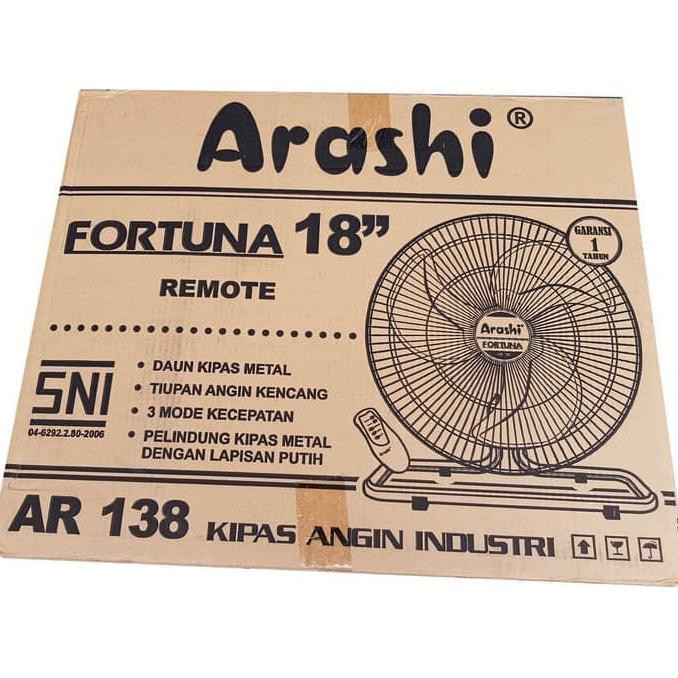 Arashi®
FORTUNA 18”
REMOTE
GARANSI
1
TAHUN
Arashi
FORTUNA
SNI
04-6292.2.80-2006
• DAUN KIPAS METAL
• TIUPAN ANGIN KENCANG
• 3 MODE KECEPATAN
• PELINDUNG KIPAS METAL
DENGAN LAPISAN PUTIH
AR 138 KIPAS ANGIN INDUSTRI